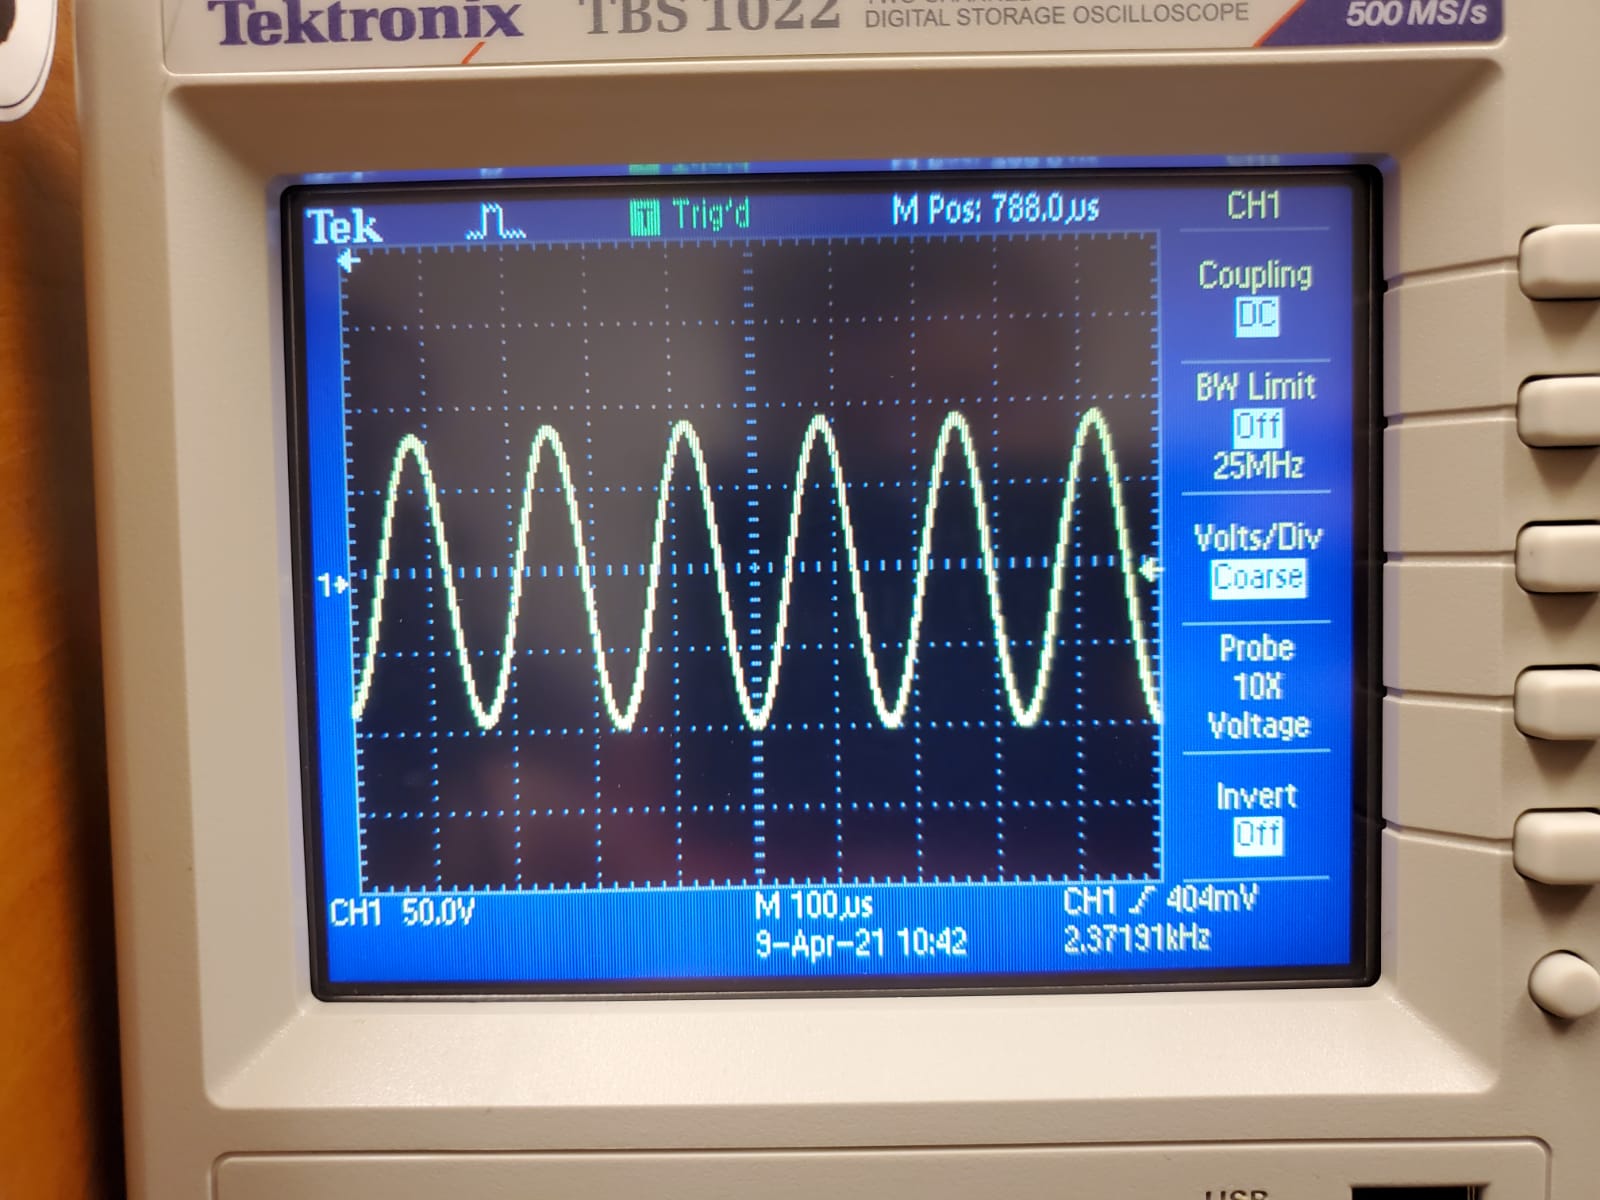 Tektronix TBS 1022
DIGITAL STORAGE OSCILLOSCOPE
500 MS/s
Tek
T Trig'd
M Pos: 788.0µs
CH1
Coupling
DC
BW Limit
Off
25MHz
Volts/Div
Coarse
Probe
10X
Voltage
Invert
Off
1
CH1 50.0V
M 100µs
CH1 404mV
9-Apr-21 10:42
2.37191kHz
USB